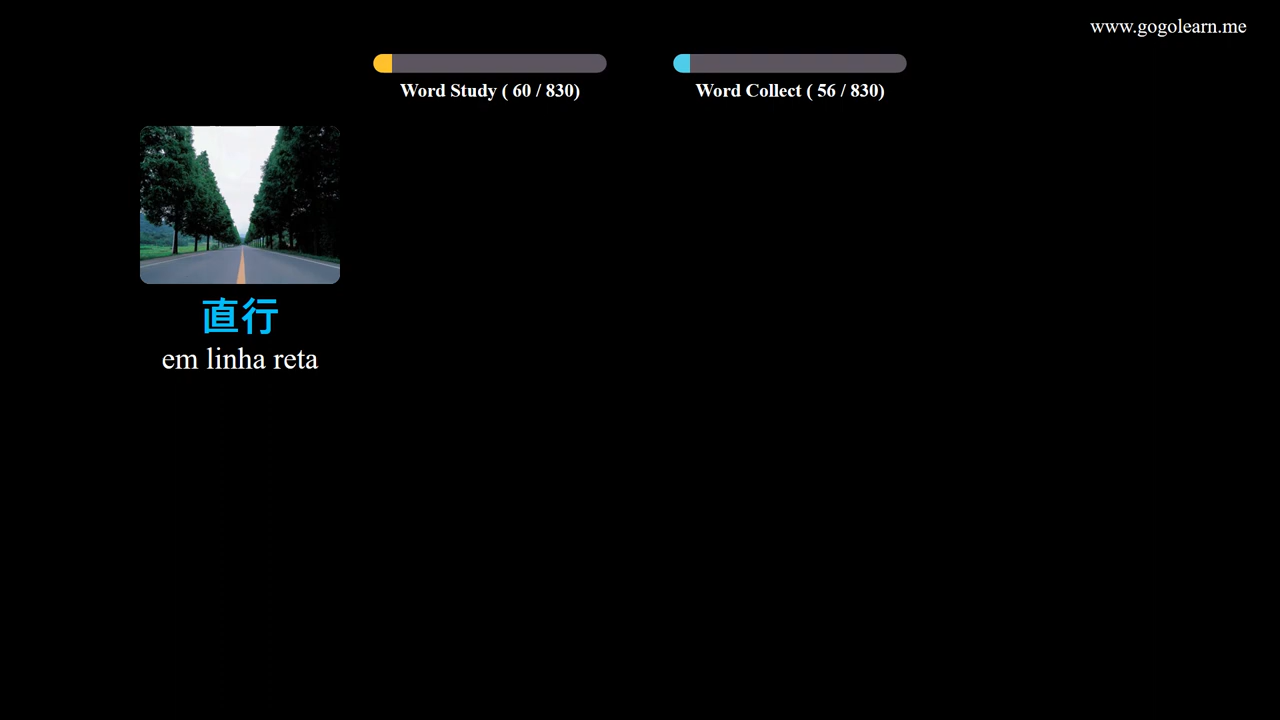 www.gogolearn.me
Word Study ( 60 / 830)
Word Collect ( 56 / 830)
直行
em linha reta